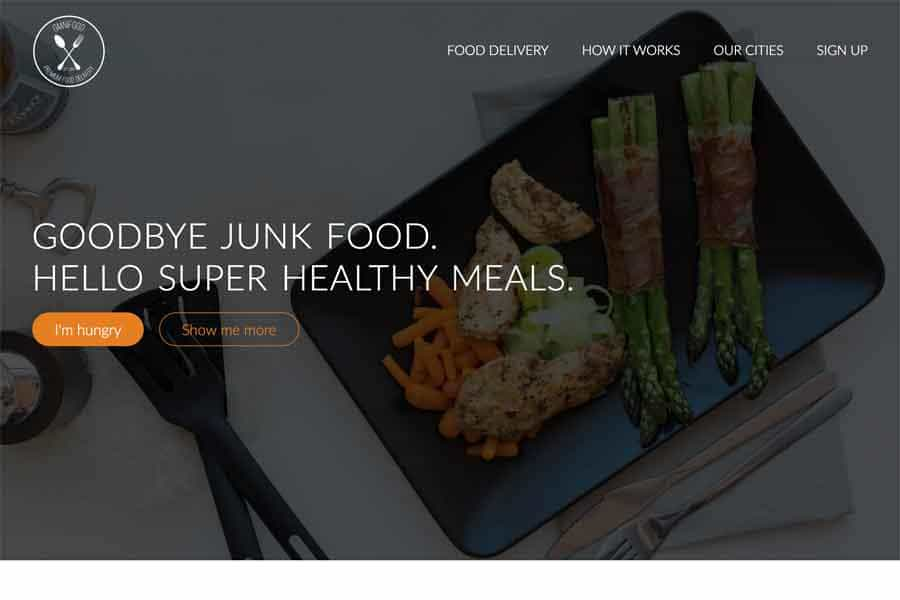 OMNIFOOD
PREMIUM FOOD DELIVERY
FOOD DELIVERY
HOW IT WORKS
OUR CITIES
SIGN UP
GOODBYE JUNK FOOD.
HELLO SUPER HEALTHY MEALS.
I'm hungry
Show me more